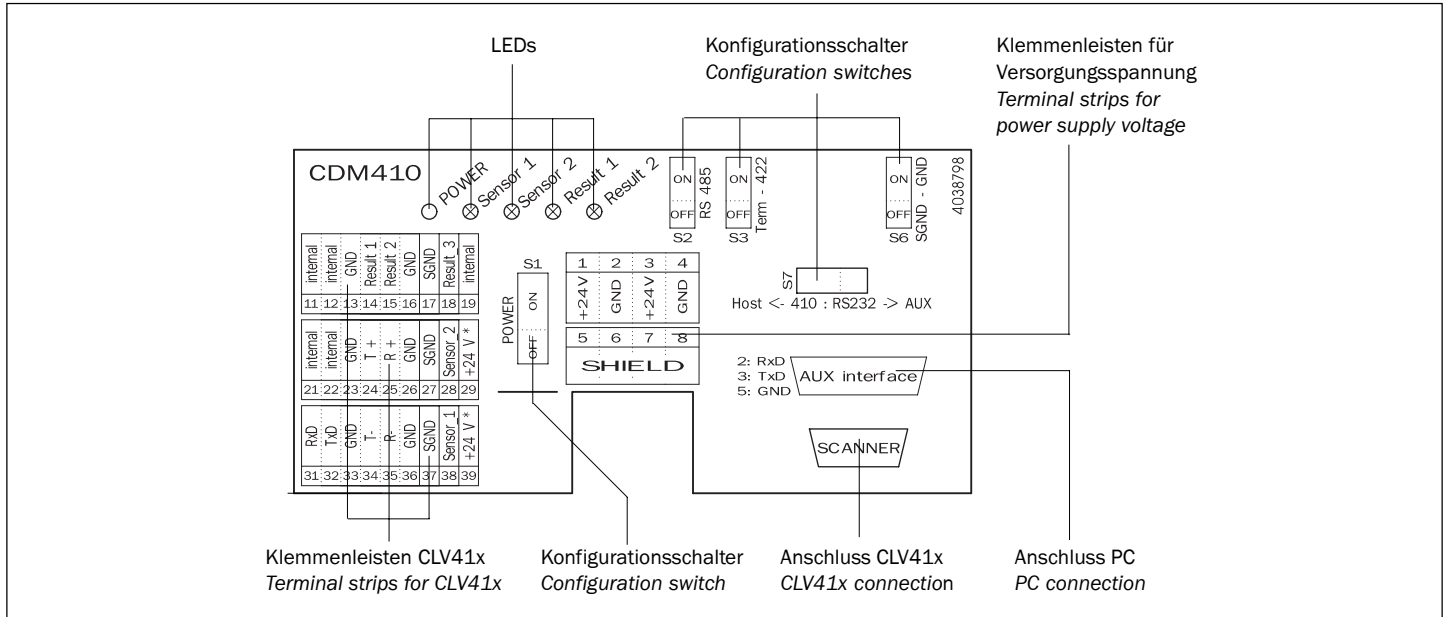 LEDs
Konfigurationsschalter
Configuration switches
Klemmenleisten für
Versorgungsspannung
Terminal strips for
power supply voltage
CDM410
POWER
Sensor 1
Sensor 2
Result 1
Result 2
ON
OFF
RS 485
S2
ON
OFF
Term - 422
S3
ON
OFF
SGND - GND
S6
4038798
internal internal GND Result 1 Result 2 GND SGND Result_3 internal
11 12 13 14 15 16 17 18 19
internal internal GND T + R + GND SGND Sensor_2 +24 V *
21 22 23 24 25 26 27 28 29
RxD TxD GND T- R- GND SGND Sensor_1 +24 V *
31 32 33 34 35 36 37 38 39
S1
POWER
ON
OFF
1 2 3 4
+24V GND +24V GND
5 6 7 8
SHIELD
S7
Host <- 410 : RS232 -> AUX
2: RxD
3: TxD
5: GND
AUX interface
SCANNER
Klemmenleisten CLV41x
Terminal strips for CLV41x
Konfigurationsschalter
Configuration switch
Anschluss CLV41x
CLV41x connection
Anschluss PC
PC connection